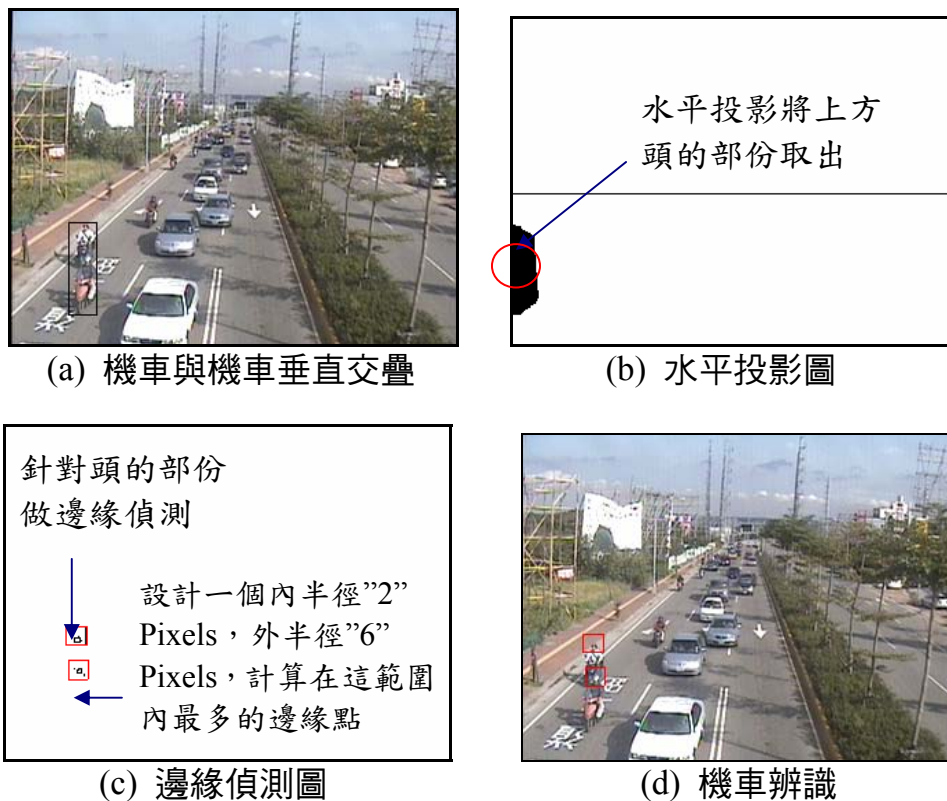 水平投影將上方
頭的部份取出
(a) 機車與機車垂直交疊
(b) 水平投影圖
針對頭的部份
做邊緣偵測
設計一個內半徑”2”
Pixels，外半徑”6”
Pixels，計算在這範圍
內最多的邊緣點
(c) 邊緣偵測圖
(d) 機車辨識